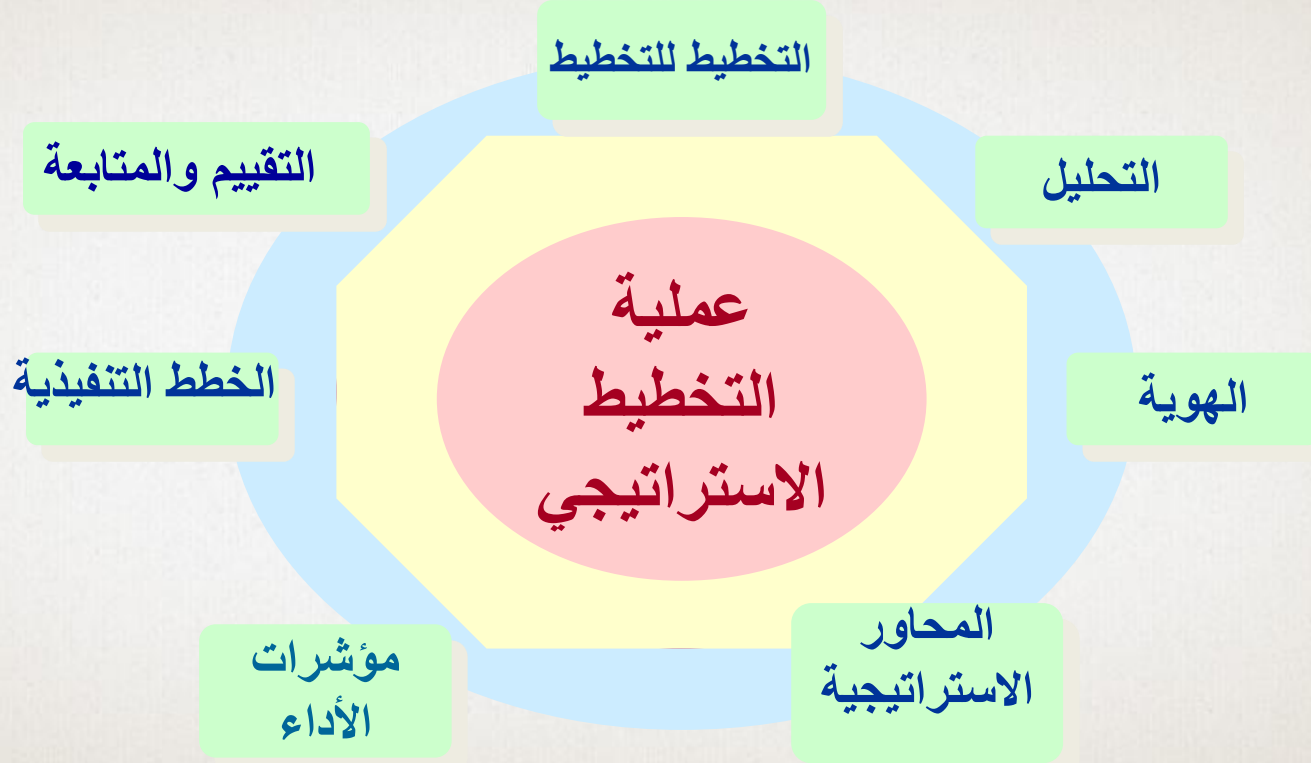 التخطيط للتخطيط
التحليل
التقييم والمتابعة
عملية
التخطيط
الاستراتيجي
الهوية
الخطط التنفيذية
المحاور
الاستراتيجية
مؤشرات
الأداء